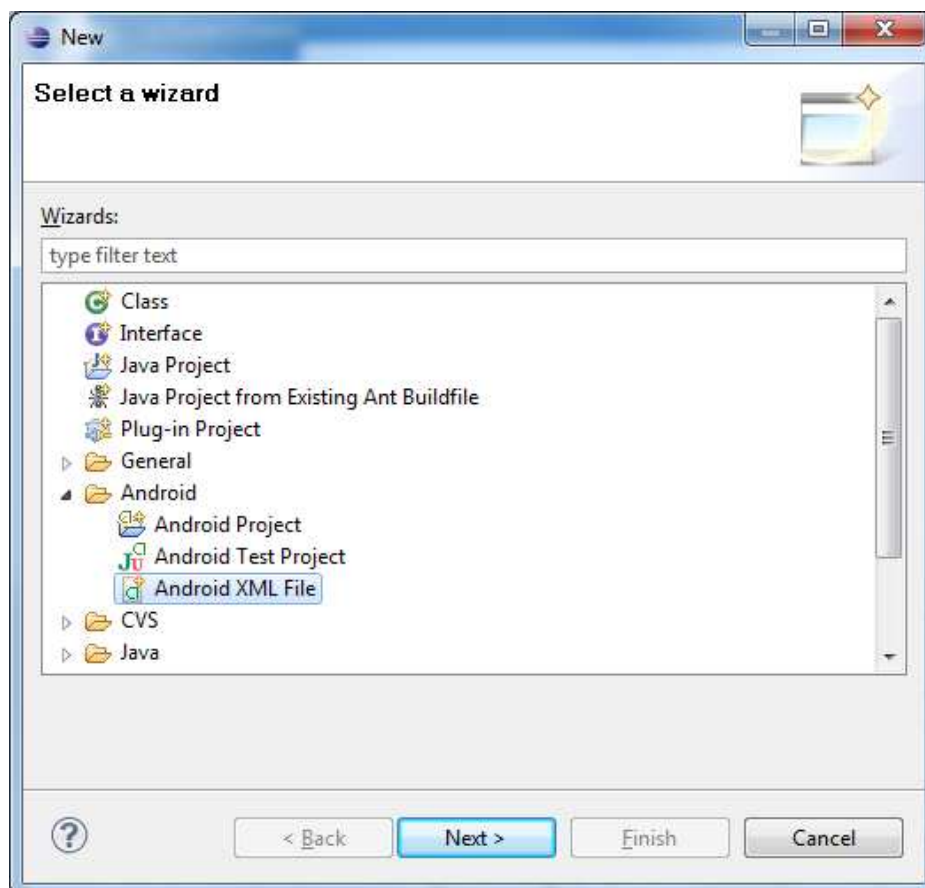 New
Select a wizard
Wizards:
type filter text
Class
Interface
Java Project
Java Project from Existing Ant Buildfile
Plug-in Project
General
Android
Android Project
Android Test Project
Android XML File
CVS
Java
< Back Next > Finish Cancel